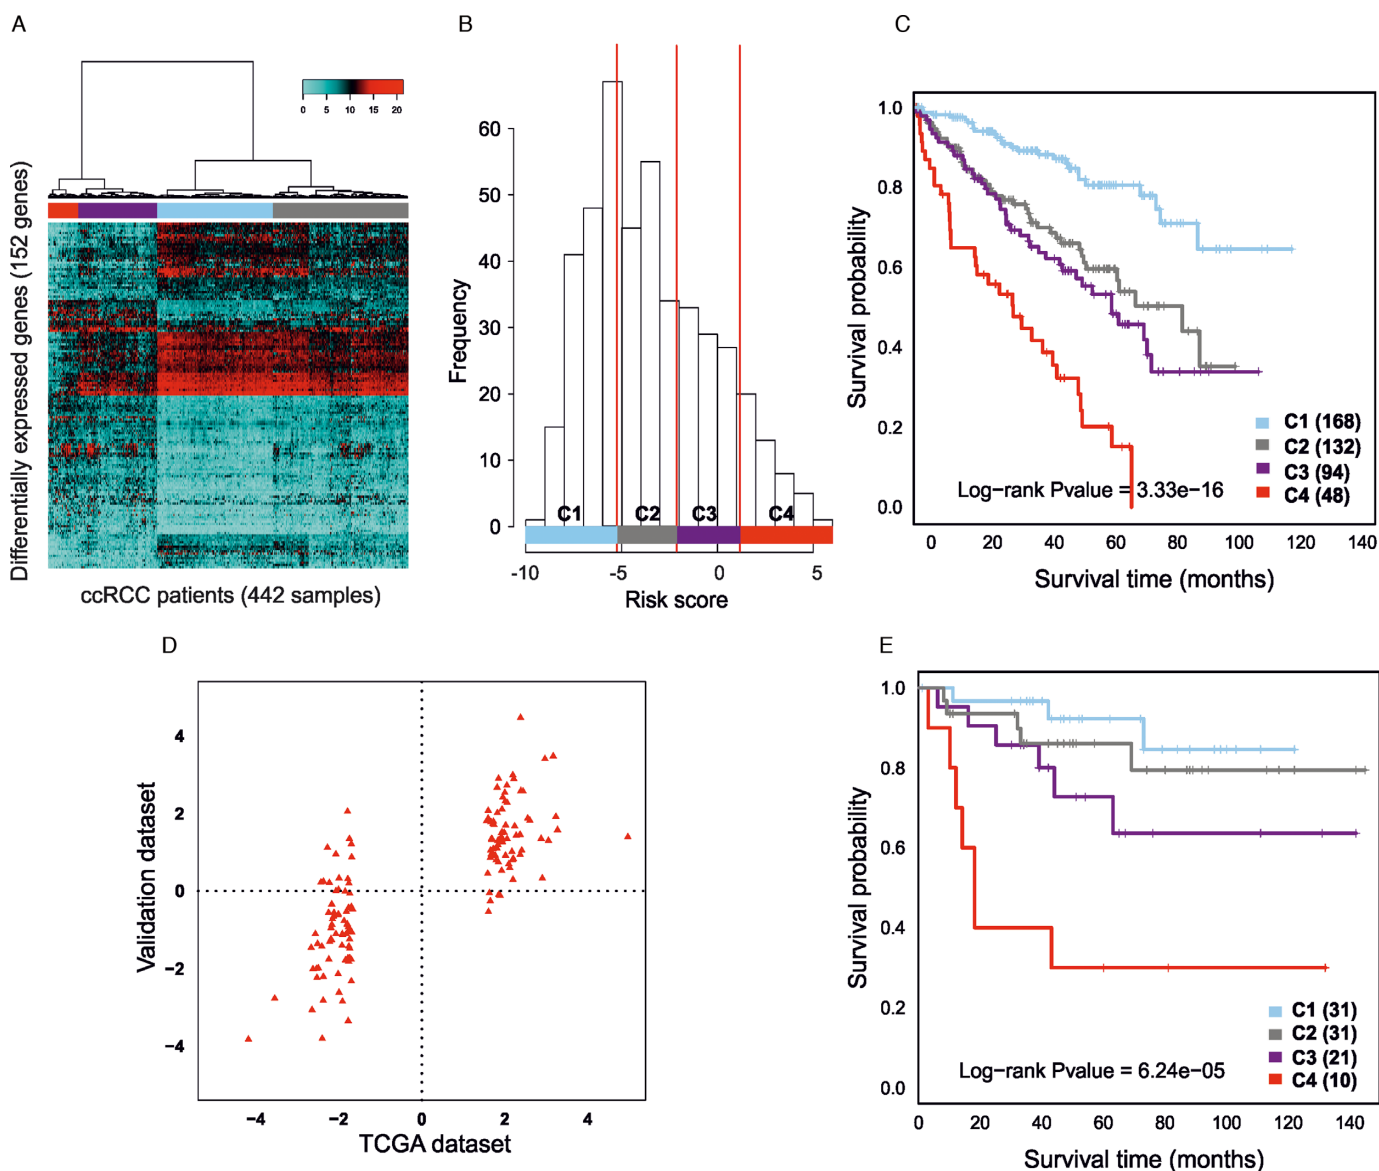 A
0 5 10 15 20
Differentially expressed genes (152 genes)
ccRCC patients (442 samples)
B
60
50
40
30
20
10
0
Frequency
C1 C2 C3 C4
-10 -5 0 5
Risk score
C
1.0
0.8
0.6
0.4
0.2
0.0
Survival probability
C1 (168)
C2 (132)
C3 (94)
C4 (48)
Log−rank Pvalue = 3.33e−16
0 20 40 60 80 100 120 140
Survival time (months)
D
4
2
0
−2
−4
Validation dataset
−4 −2 0 2 4
TCGA dataset
E
1.0
0.8
0.6
0.4
0.2
0.0
Survival probability
C1 (31)
C2 (31)
C3 (21)
C4 (10)
Log−rank Pvalue = 6.24e−05
0 20 40 60 80 100 120 140
Survival time (months)